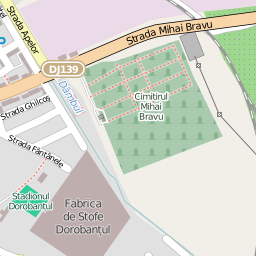 Strada Apelor
Strada Mihai Bravu
DJ139
Strada Ghilcoș
Dâmbul
Cimitirul
Mihai
Bravu
Strada Fântânele
Stadionul
Dorobanțul
Fabrica
de Stofe
Dorobanțul